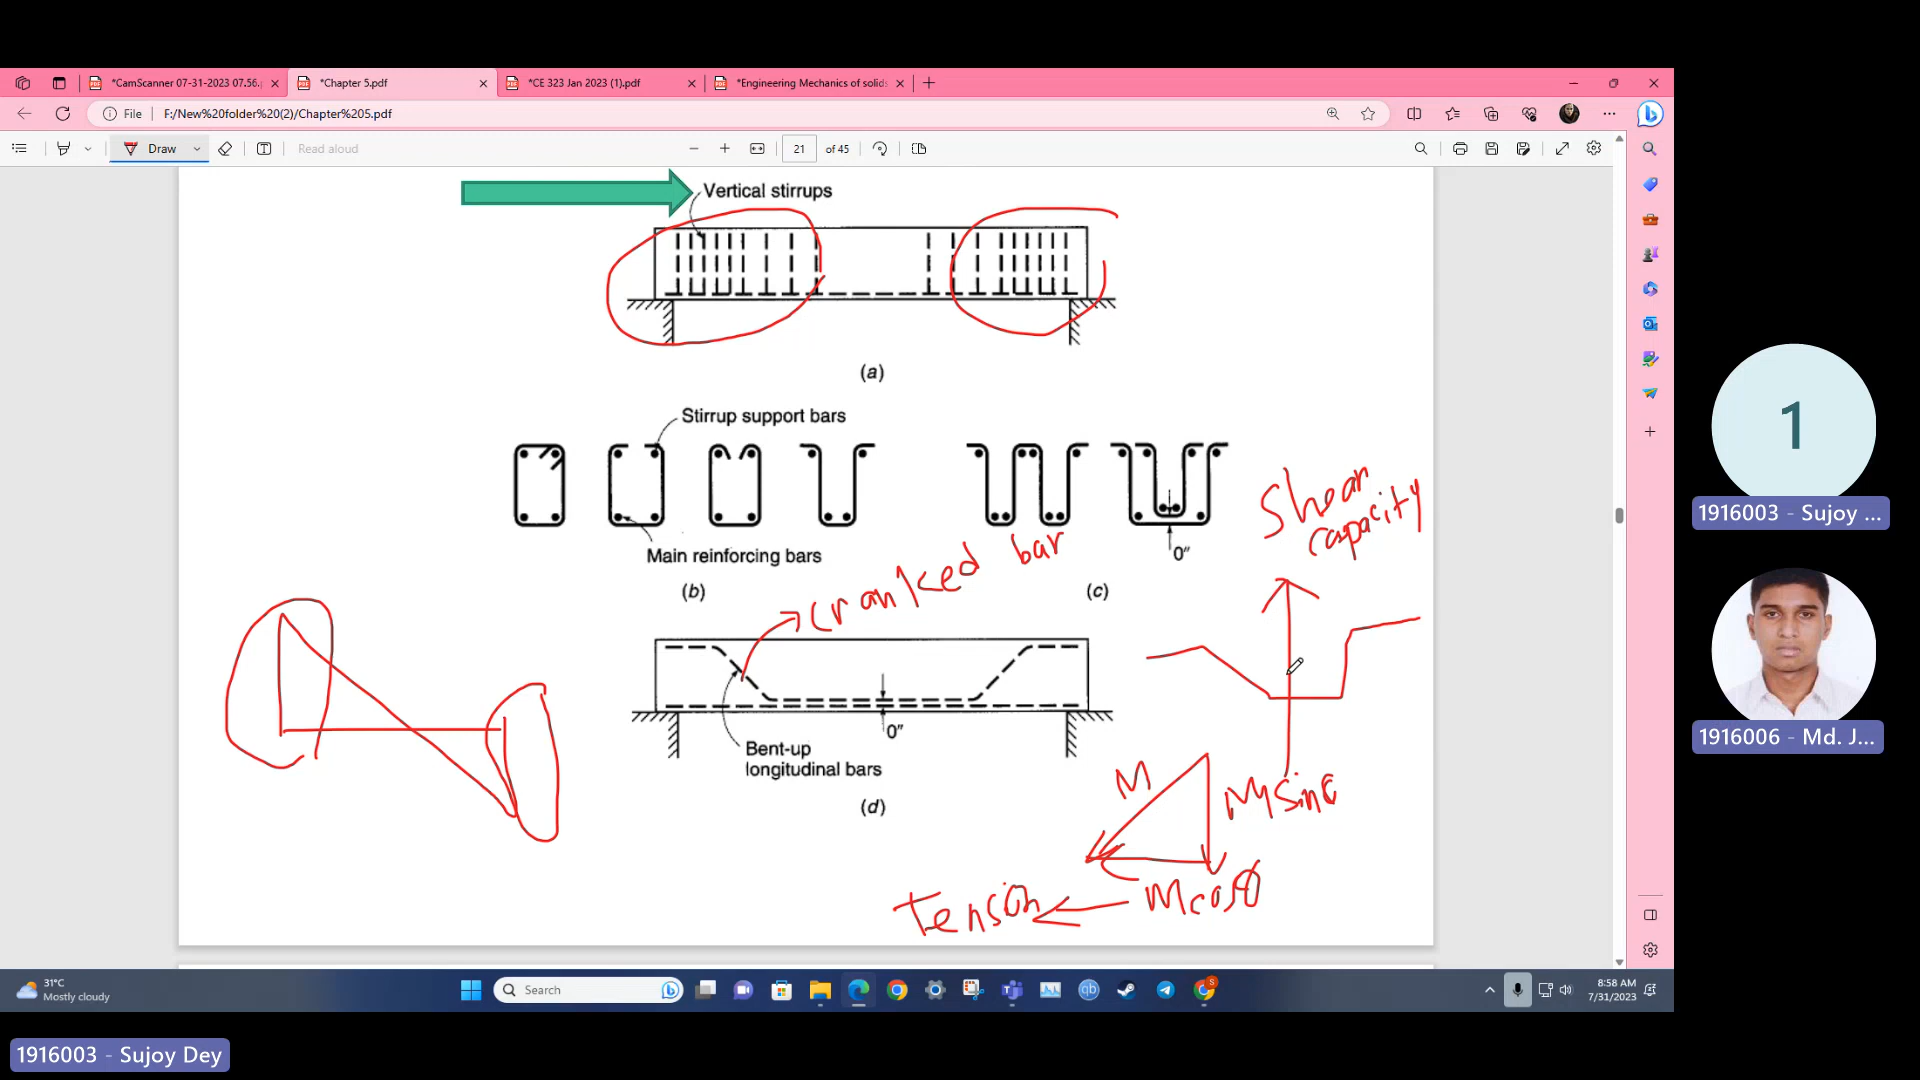 *CamScanner 07-31-2023 07.56.p
*Chapter 5.pdf
*CE 323 Jan 2023 (1).pdf
*Engineering Mechanics of solids
File
F:/New%20folder%20(2)/Chapter%205.pdf
Draw
Read aloud
21
of 45
Vertical stirrups
(a)
Stirrup support bars
Main reinforcing bars
0"
(b)
(c)
Shear
capacity
cranked bar
Bent-up
longitudinal bars
0"
(d)
M
M sinθ
M cosθ
Tension
1
1916003 - Sujoy ...
1916006 - Md. J...
31°C
Mostly cloudy
Search
8:58 AM
7/31/2023
1916003 - Sujoy Dey